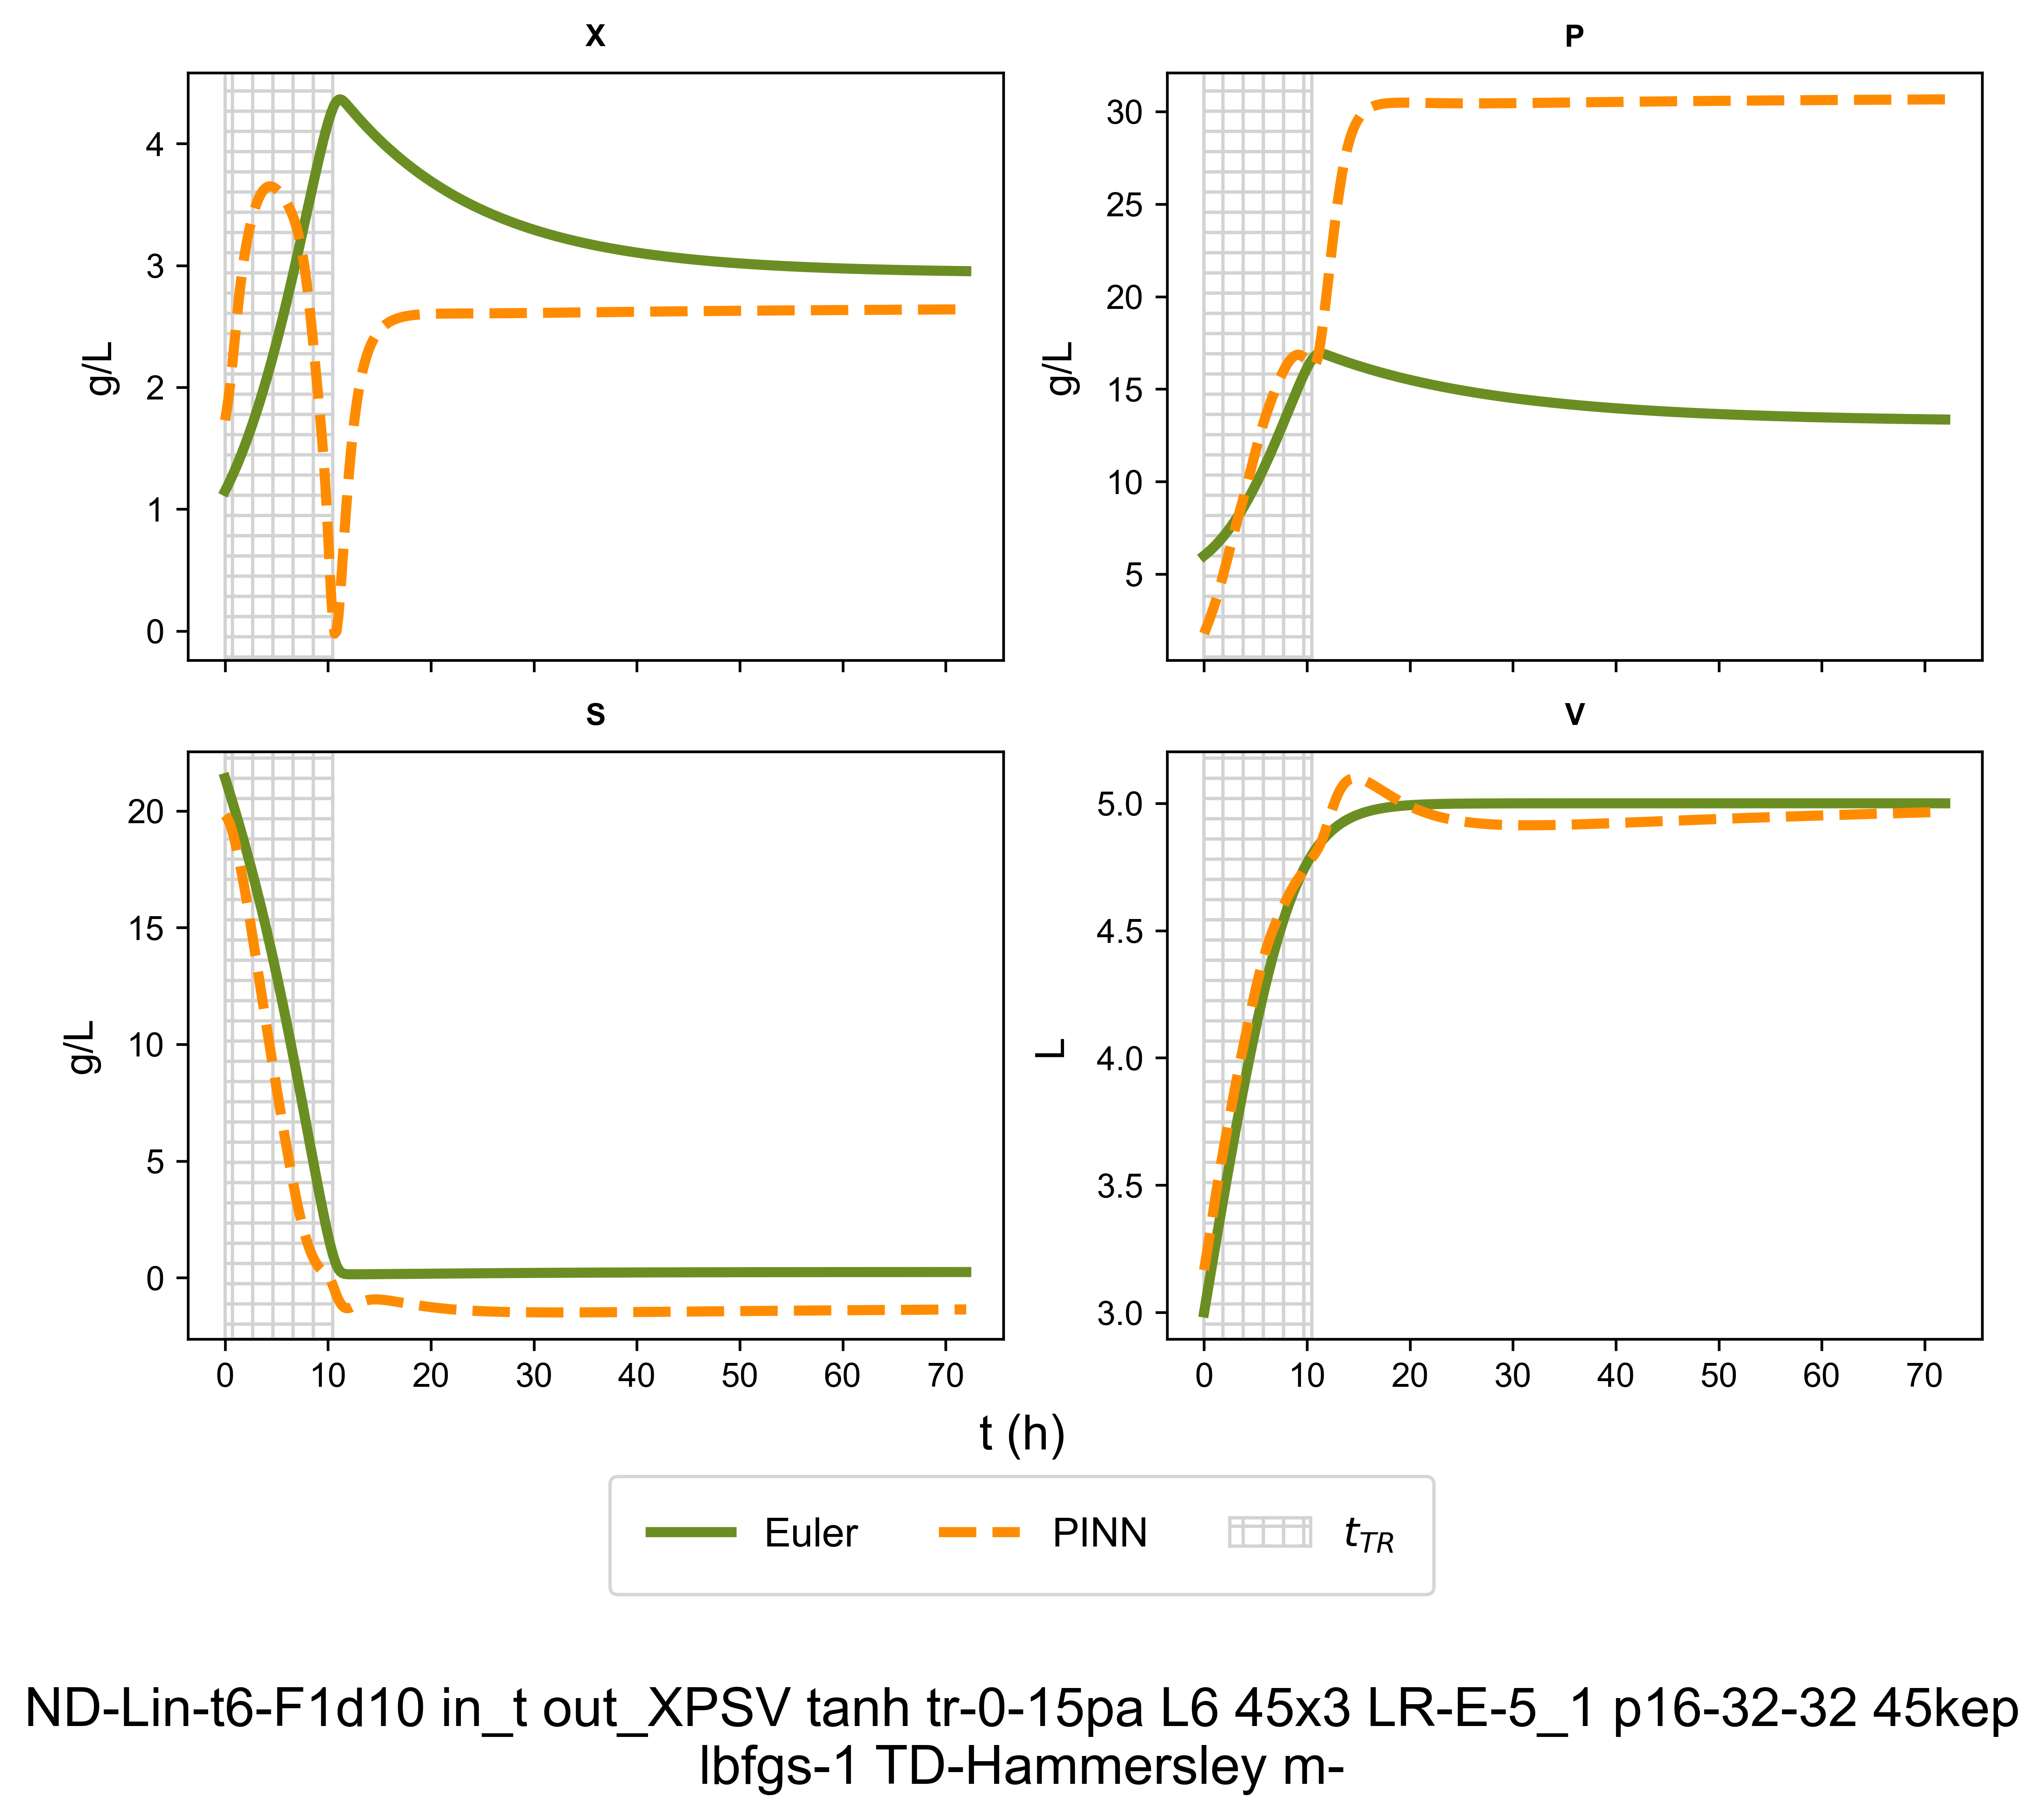 X
P
4
3
2
1
0
g/L
30
25
20
15
10
5
g/L
S
V
20
15
10
5
0
g/L
0 10 20 30 40 50 60 70
5.0
4.5
4.0
3.5
3.0
L
0 10 20 30 40 50 60 70
t (h)
Euler PINN t_TR
ND-Lin-t6-F1d10 in_t out_XPSV tanh tr-0-15pa L6 45x3 LR-E-5_1 p16-32-32 45kep
lbfgs-1 TD-Hammersley m-